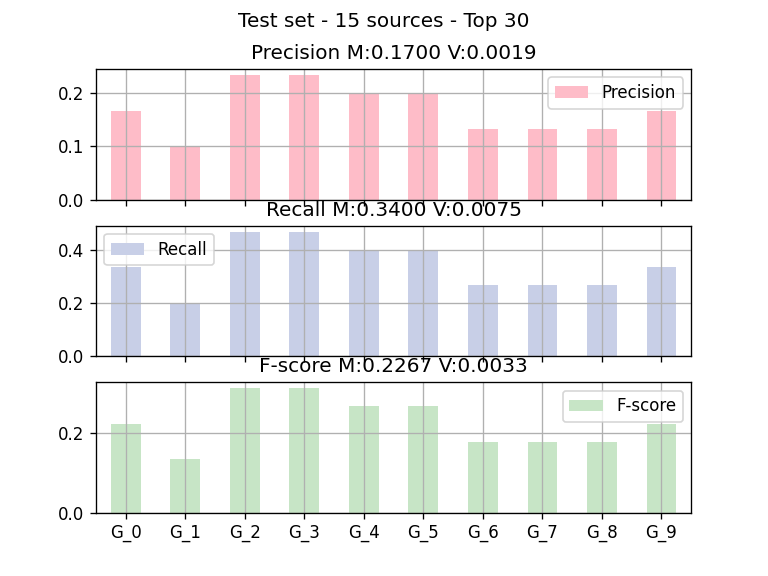 Test set - 15 sources - Top 30
Precision M:0.1700 V:0.0019
0.2
0.1
0.0
Precision
Recall M:0.3400 V:0.0075
0.4
0.2
0.0
Recall
F-score M:0.2267 V:0.0033
0.2
0.0
F-score
G_0 G_1 G_2 G_3 G_4 G_5 G_6 G_7 G_8 G_9